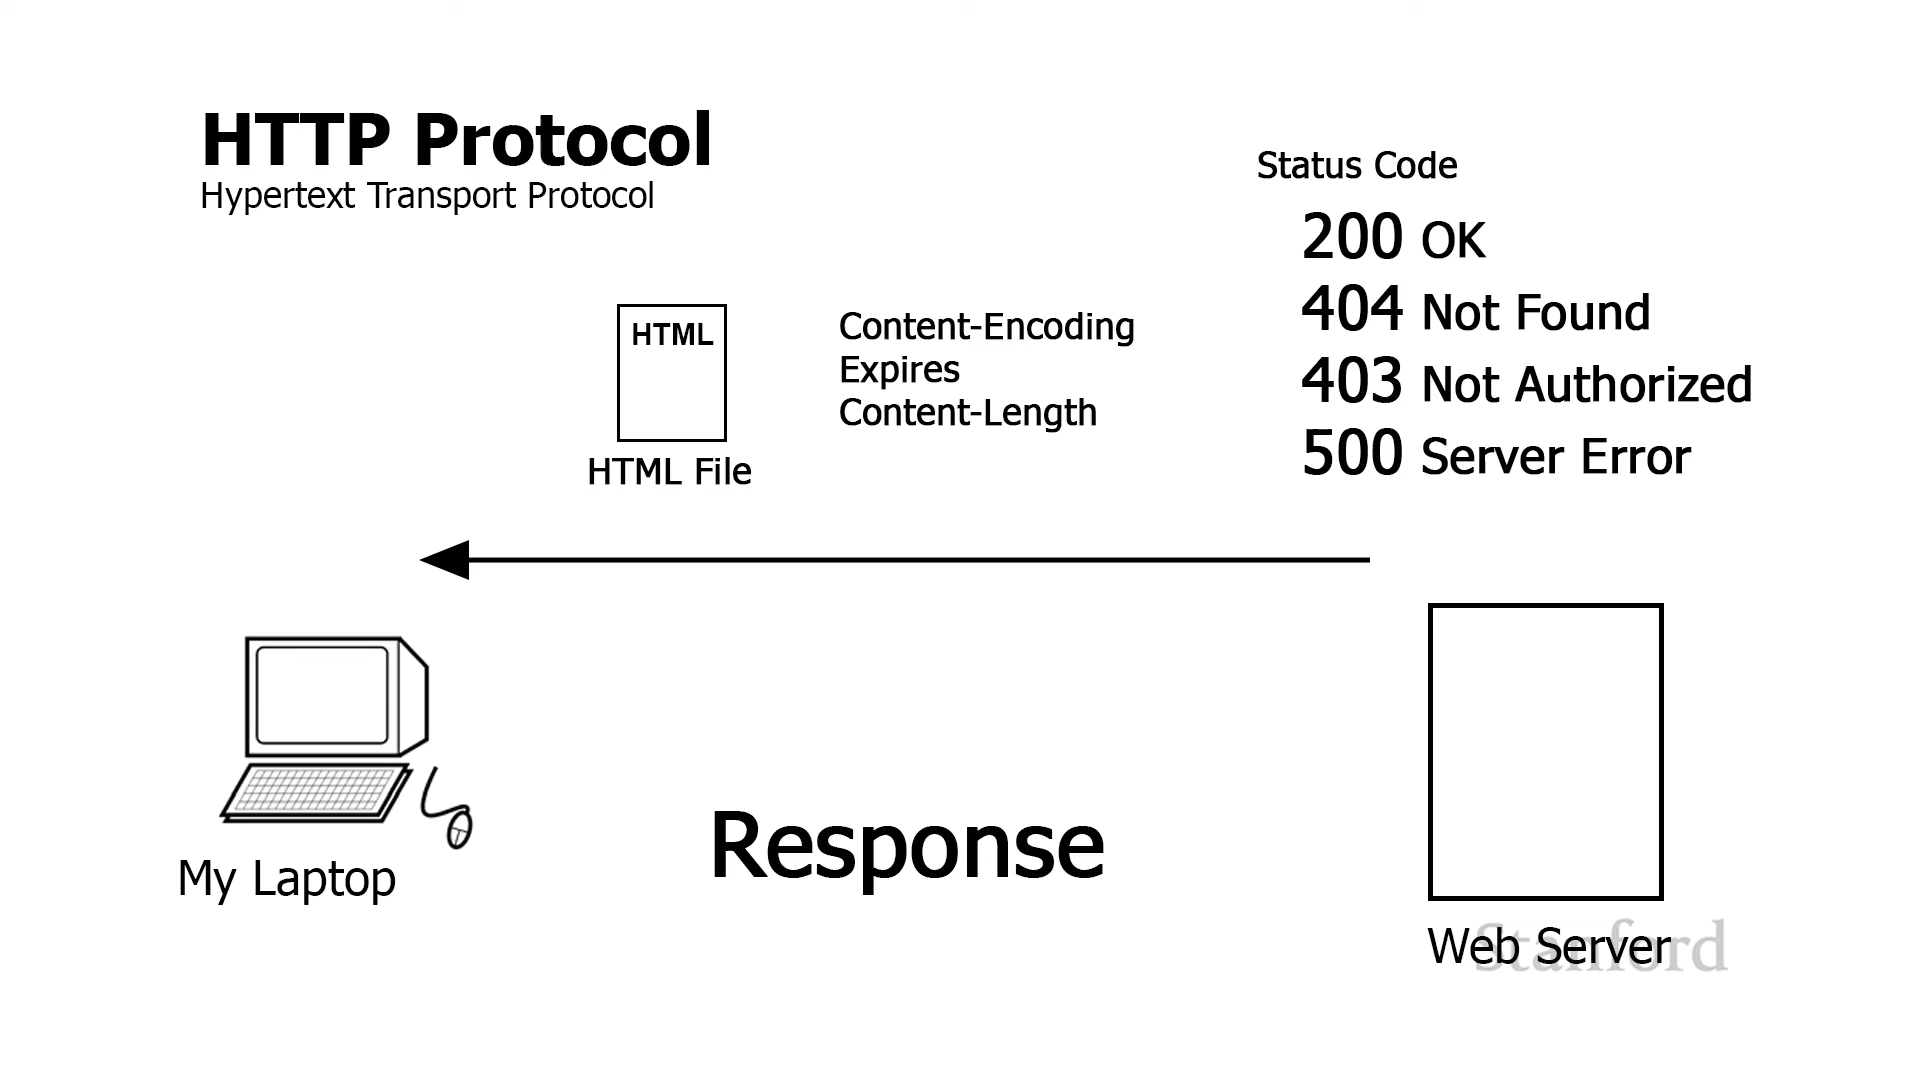 HTTP Protocol
Hypertext Transport Protocol
Status Code
200 OK
404 Not Found
403 Not Authorized
500 Server Error
HTML
HTML File
Content-Encoding
Expires
Content-Length
My Laptop
Response
Web Server
Stanford